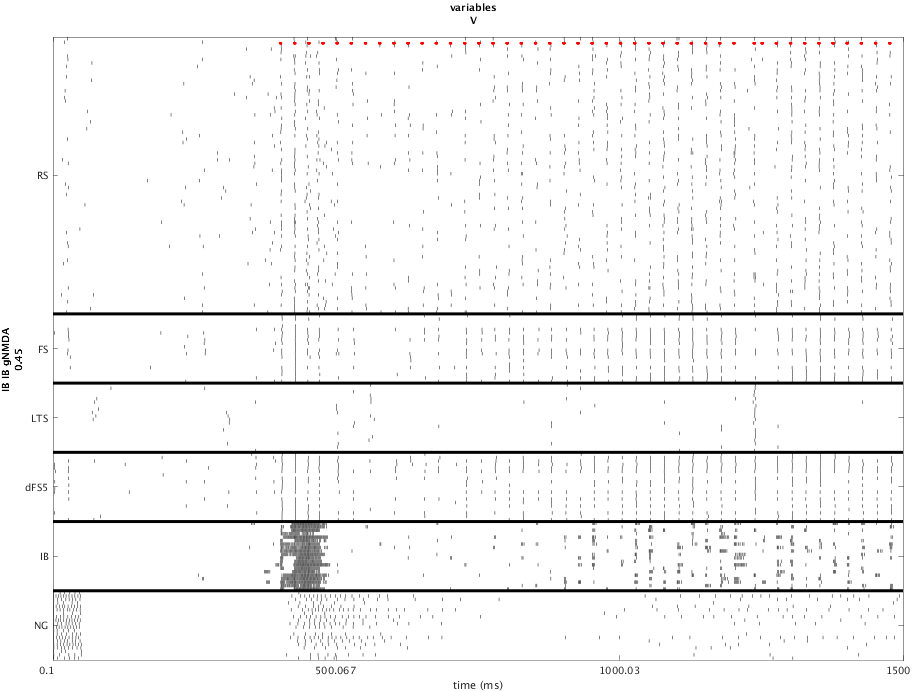 variables
V
RS
FS
LTS
dFS5
IB
NG
IB IB gNMDA
0.45
0.1
500.067
1000.03
1500
time (ms)